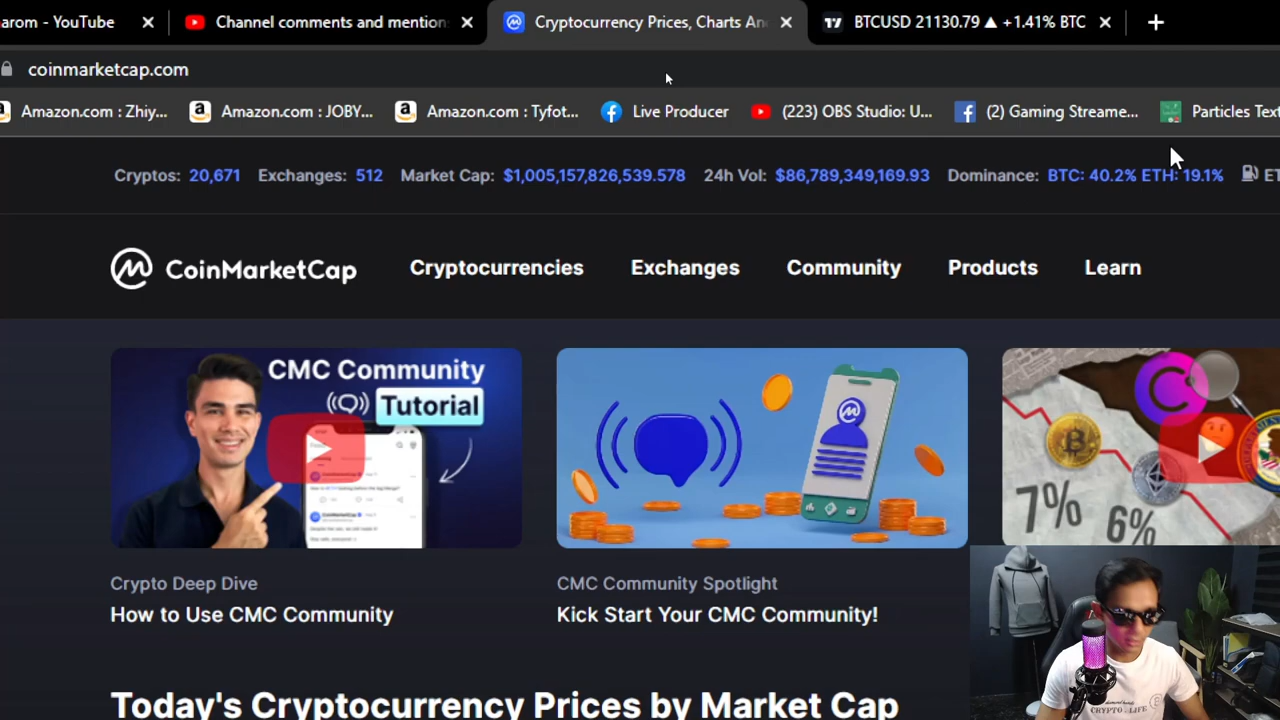 arom - YouTube
Channel comments and mention
Cryptocurrency Prices, Charts An
BTCUSD 21130.79 ▲ +1.41% BTC
coinmarketcap.com
Amazon.com : Zhiy...
Amazon.com : JOBY...
Amazon.com : Tyfot...
Live Producer
(223) OBS Studio: U...
(2) Gaming Streame...
Particles Text
Cryptos: 20,671 Exchanges: 512 Market Cap: $1,005,157,826,539.578 24h Vol: $86,789,349,169.93 Dominance: BTC: 40.2% ETH: 19.1% ET
CoinMarketCap
Cryptocurrencies
Exchanges
Community
Products
Learn
CMC Community
Tutorial
7%
6%
Crypto Deep Dive
How to Use CMC Community
CMC Community Spotlight
Kick Start Your CMC Community!
Today's Cryptocurrency Prices by Market Cap
CRYPTO LIFE